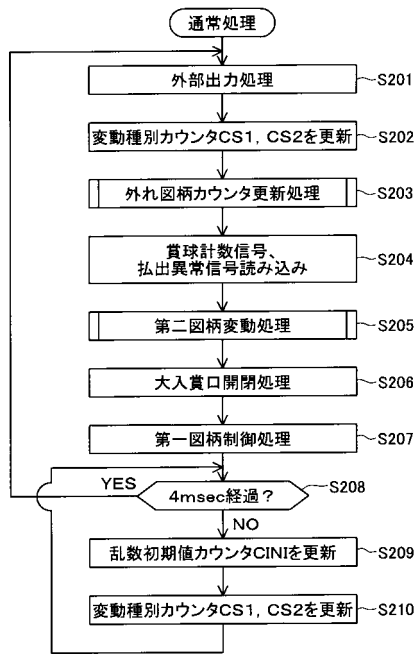 通常処理
外部出力処理
S201
変動種別カウンタCS1, CS2を更新
S202
外れ図柄カウンタ更新処理
S203
賞球計数信号、
払出異常信号読み込み
S204
第二図柄変動処理
S205
大入賞口開閉処理
S206
第一図柄制御処理
S207
YES
4msec経過?
S208
NO
乱数初期値カウンタCINIを更新
S209
変動種別カウンタCS1, CS2を更新
S210